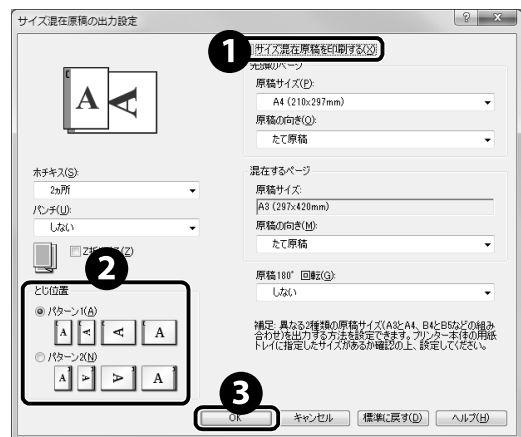 サイズ混在原稿の出力設定
1
サイズ混在原稿を印刷する(X)
先頭のページ
原稿サイズ(P):
A4 (210x297mm)
原稿の向き(O):
たて原稿
A A
ホチキス(S):
2ヵ所
パンチ(U):
しない
(Z)
混在するページ
原稿サイズ:
A3 (297x420mm)
原稿の向き(M):
たて原稿
2
とじ位置
パターン1(A)
A A A A
パターン2(N)
A A A A
原稿180° 回転(G):
しない
補足: 異なる2種類の原稿サイズ(A3とA4、B4とB5などの組み
合わせ)を出力する方法を設定できます。プリンター本体の用紙
トレイに指定したサイズがあるか確認の上、設定してください。
3
OK
キャンセル
標準に戻す(D)
ヘルプ(H)